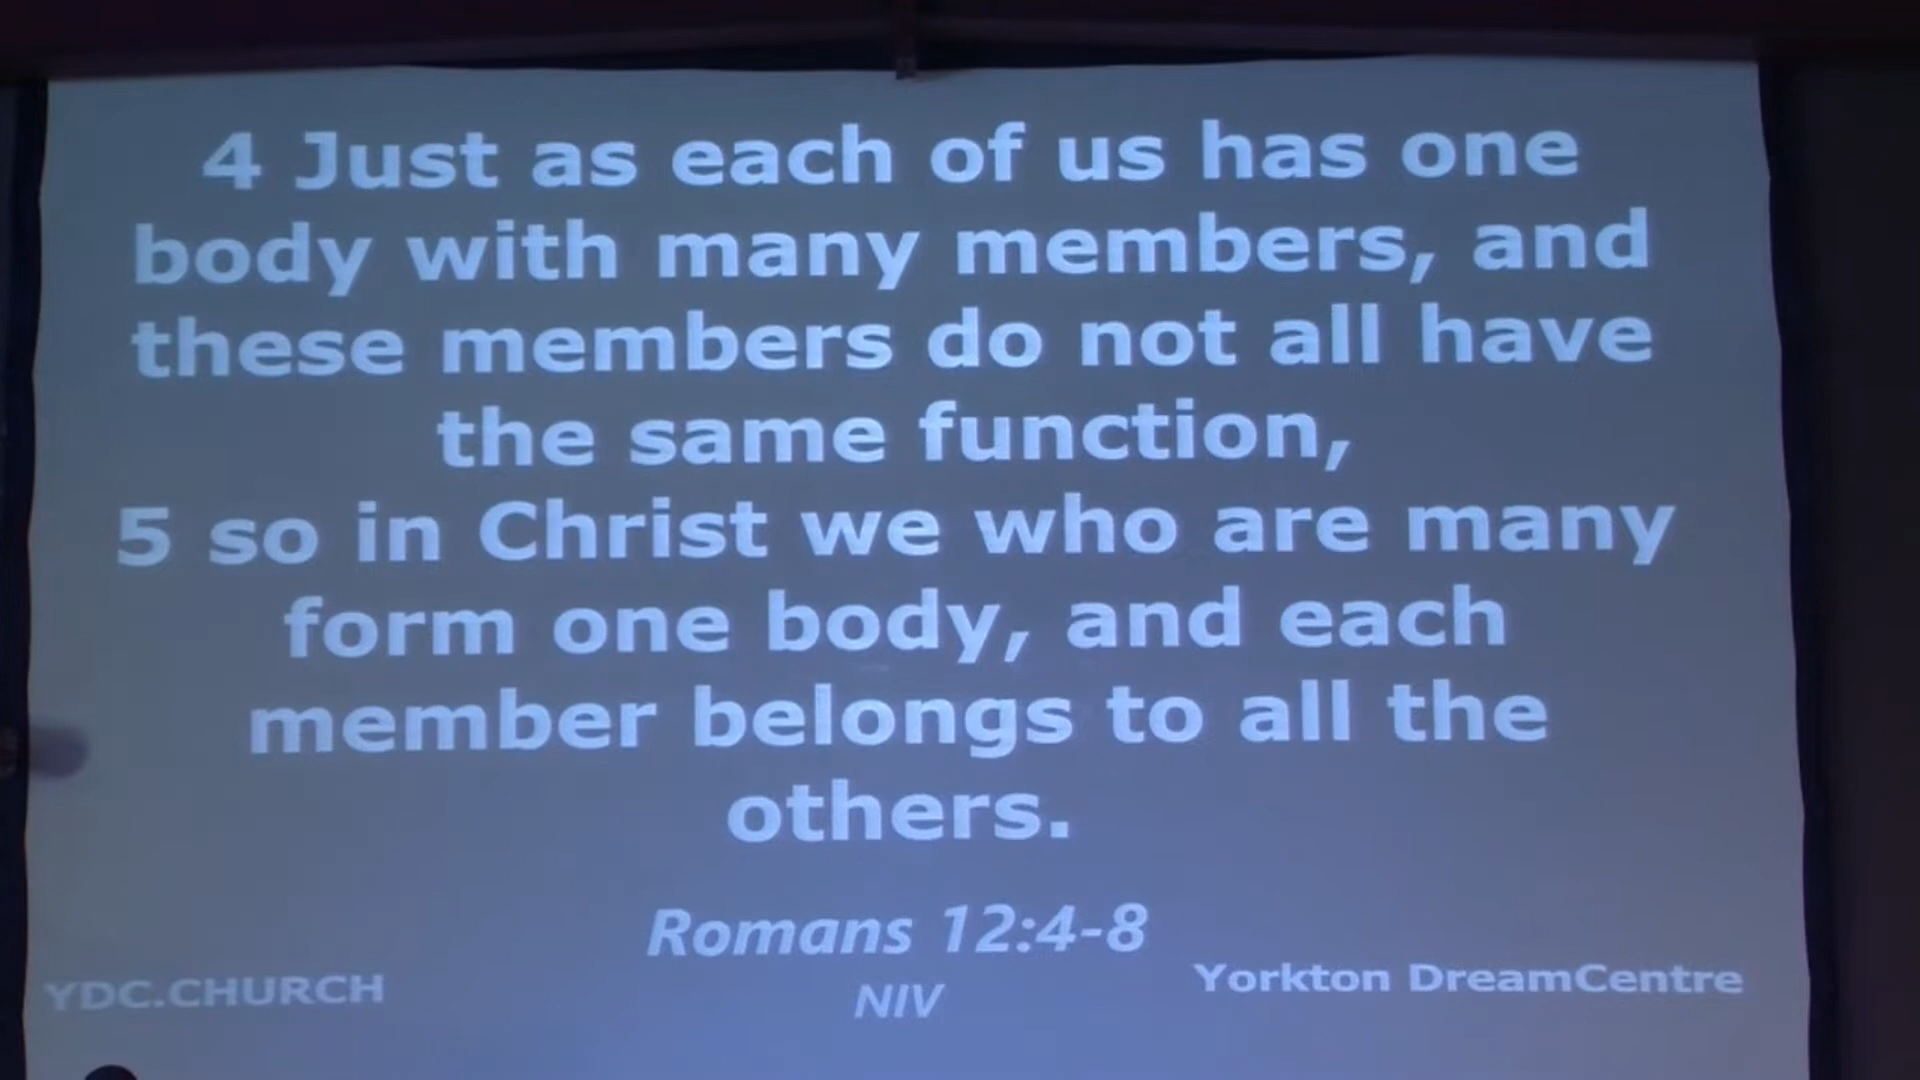 4 Just as each of us has one
body with many members, and
these members do not all have
the same function,
5 so in Christ we who are many
form one body, and each
member belongs to all the
others.
Romans 12:4-8
NIV
YDC.CHURCH
Yorkton DreamCentre